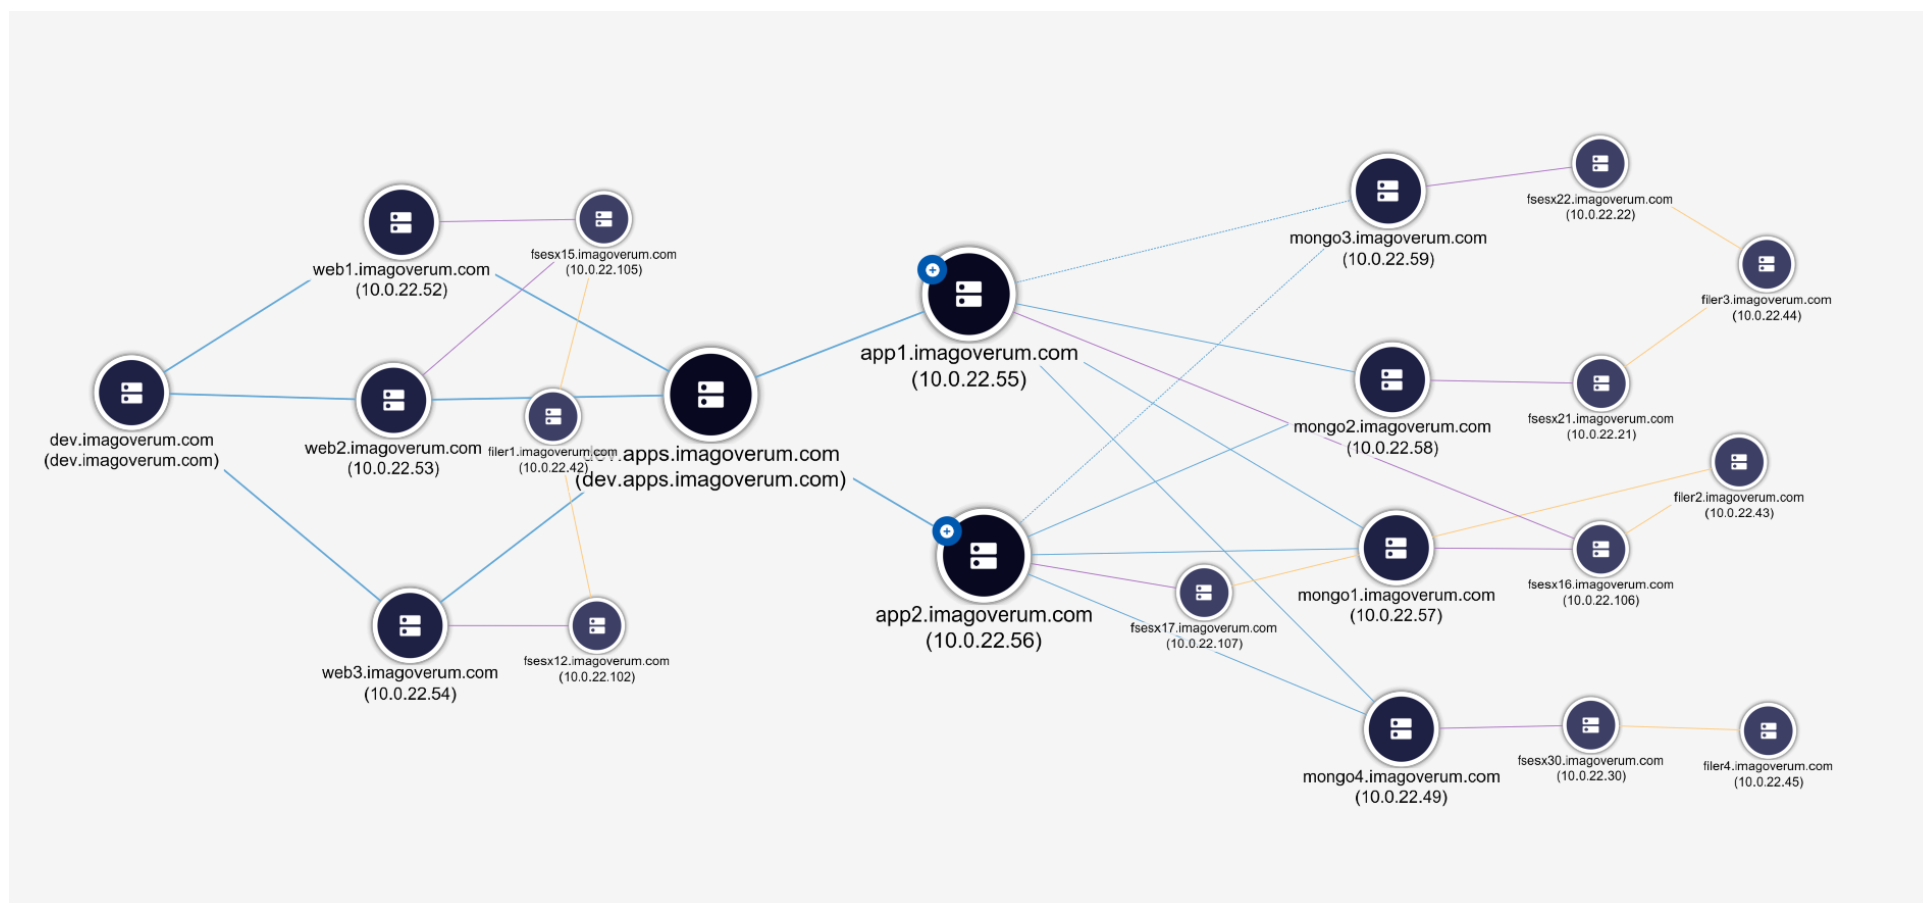 fsesx22.imagoverum.com
(10.0.22.22)
mongo3.imagoverum.com
(10.0.22.59)
fsesx15.imagoverum.com
(10.0.22.105)
web1.imagoverum.com
(10.0.22.52)
filer3.imagoverum.com
(10.0.22.44)
app1.imagoverum.com
(10.0.22.55)
fsesx21.imagoverum.com
(10.0.22.21)
mongo2.imagoverum.com
(10.0.22.58)
dev.imagoverum.com
(dev.imagoverum.com)
web2.imagoverum.com
(10.0.22.53)
filer1.imagoverum.com
(10.0.22.42)
dev.apps.imagoverum.com
(dev.apps.imagoverum.com)
filer2.imagoverum.com
(10.0.22.43)
fsesx16.imagoverum.com
(10.0.22.106)
mongo1.imagoverum.com
(10.0.22.57)
app2.imagoverum.com
(10.0.22.56)
fsesx17.imagoverum.com
(10.0.22.107)
web3.imagoverum.com
(10.0.22.54)
fsesx12.imagoverum.com
(10.0.22.102)
mongo4.imagoverum.com
(10.0.22.49)
fsesx30.imagoverum.com
(10.0.22.30)
filer4.imagoverum.com
(10.0.22.45)